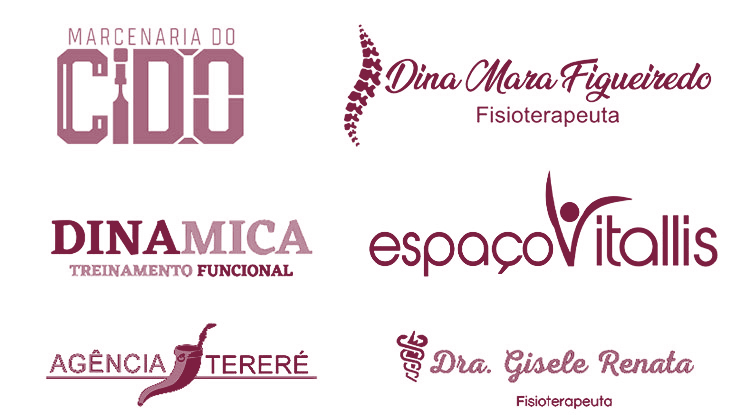 MARCENARIA DO
CiDO
Dina Mara Figueiredo
Fisioterapeuta
DINAMICA
TREINAMENTO FUNCIONAL
espaçoVitallis
AGÊNCIA TERERÉ
Dra. Gisele Renata
Fisioterapeuta